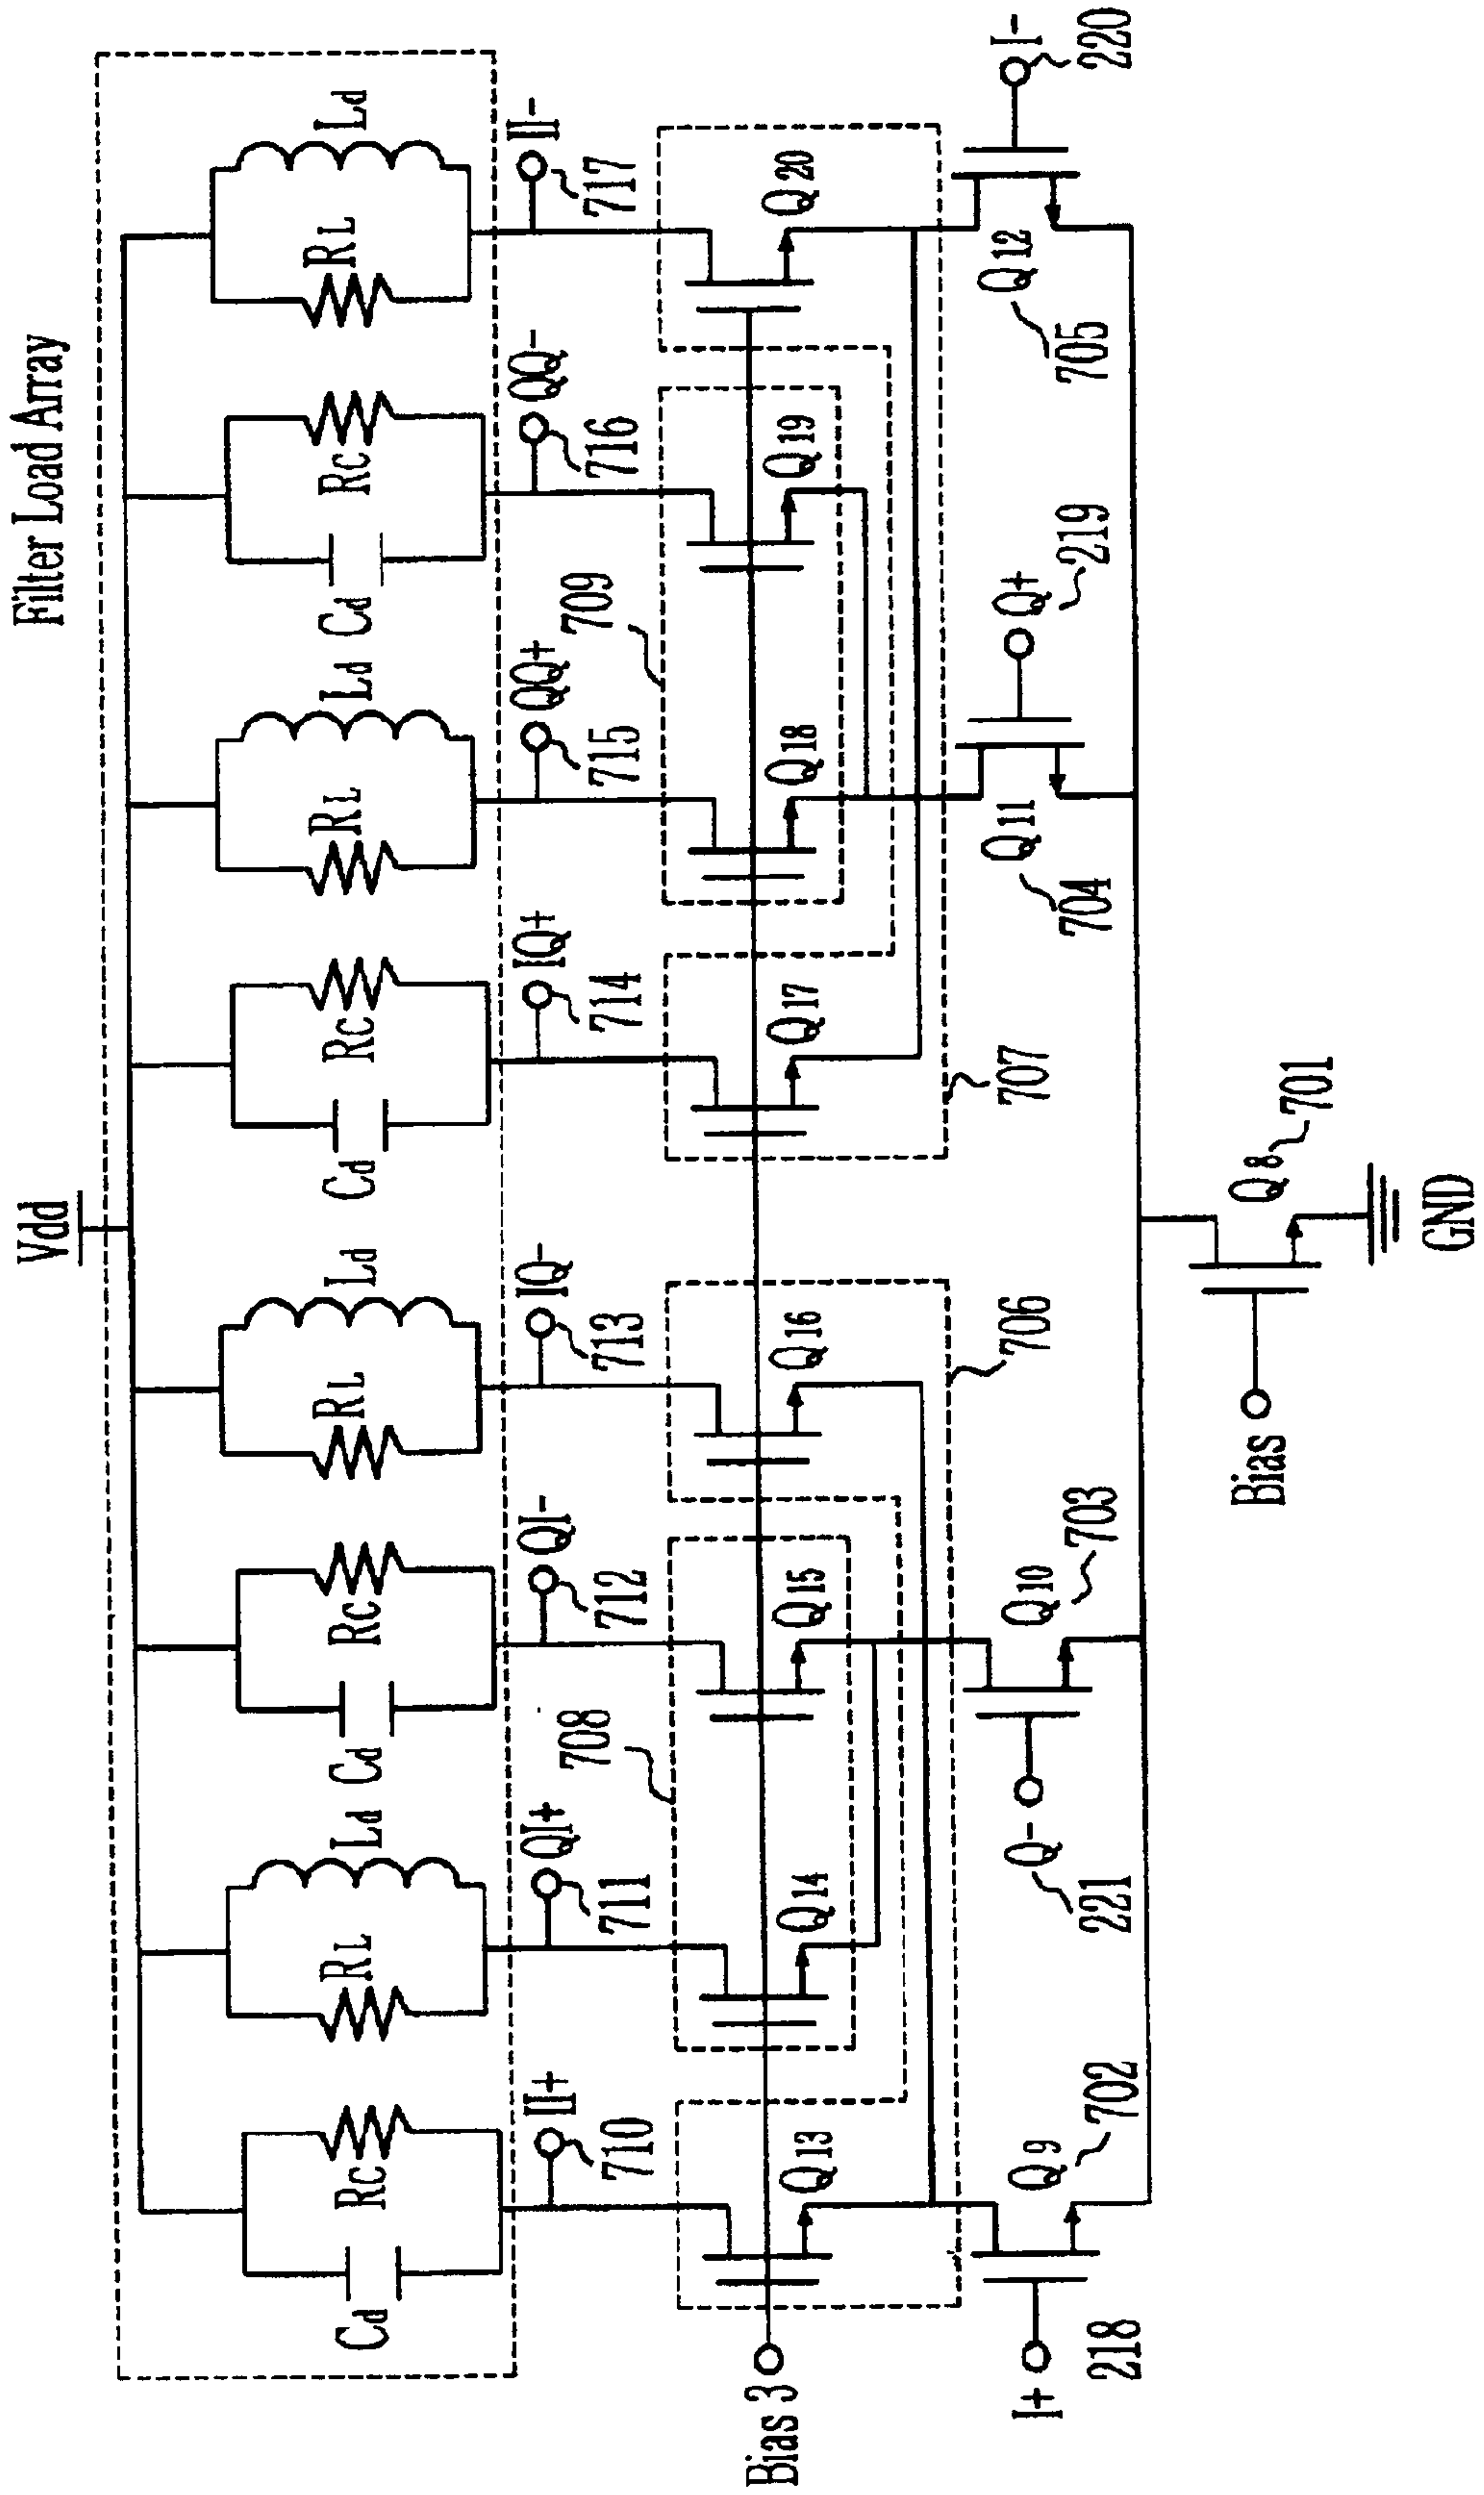 Filter Load Array
Vdd
Cd RC RL Ld Cd RC RL Ld Cd RC RL Ld Cd RC RL Ld
II+ QI+ QI- IQ- IQ+ QQ+ QQ- II-
710 711 712 713 714 715 716 717
708 709
Bias 3
Q13 Q14 Q15 Q16 Q17 Q18 Q19 Q20
706 707
I+ Q9 Q- Q10 Q11 Q+ Q12 I-
218 702 221 703 704 219 705 220
Bias Q8 701
GND